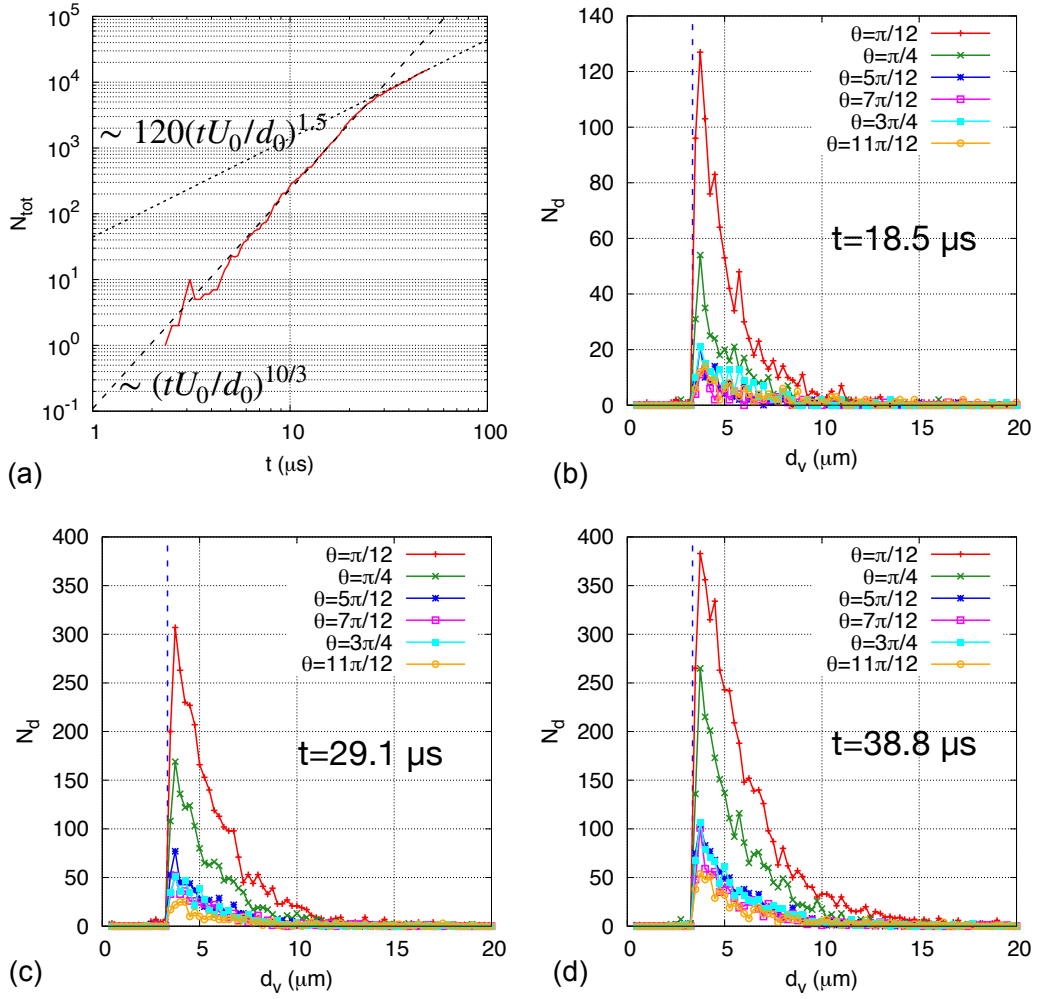 10^5
10^4
10^3
10^2
10^1
10^0
10^-1
N_tot
~ 120(tU_0/d_0)^1.5
~ (tU_0/d_0)^10/3
1 10 100
t (μs)
(a)
140
120
100
80
60
40
20
0
N_d
θ=π/12
θ=π/4
θ=5π/12
θ=7π/12
θ=3π/4
θ=11π/12
t=18.5 μs
0 5 10 15 20
d_v (μm)
(b)
400
350
300
250
200
150
100
50
0
N_d
θ=π/12
θ=π/4
θ=5π/12
θ=7π/12
θ=3π/4
θ=11π/12
t=29.1 μs
0 5 10 15 20
d_v (μm)
(c)
400
350
300
250
200
150
100
50
0
N_d
θ=π/12
θ=π/4
θ=5π/12
θ=7π/12
θ=3π/4
θ=11π/12
t=38.8 μs
0 5 10 15 20
d_v (μm)
(d)